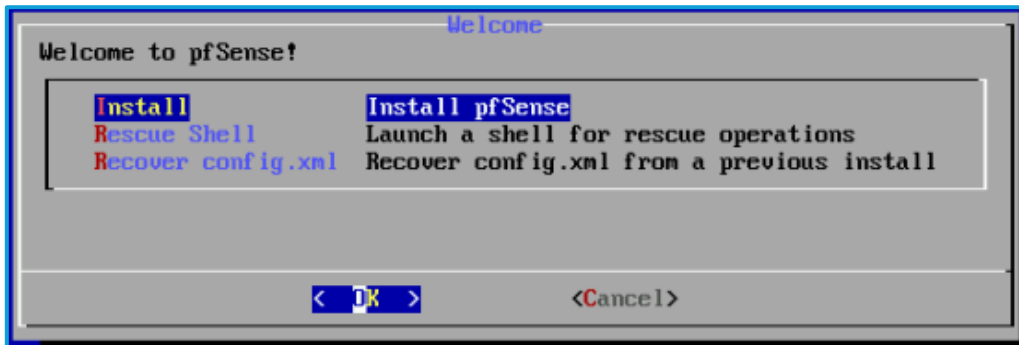 Welcome
Welcome to pfSense!
Install Install pfSense
Rescue Shell Launch a shell for rescue operations
Recover config.xml Recover config.xml from a previous install
< OK > <Cancel>